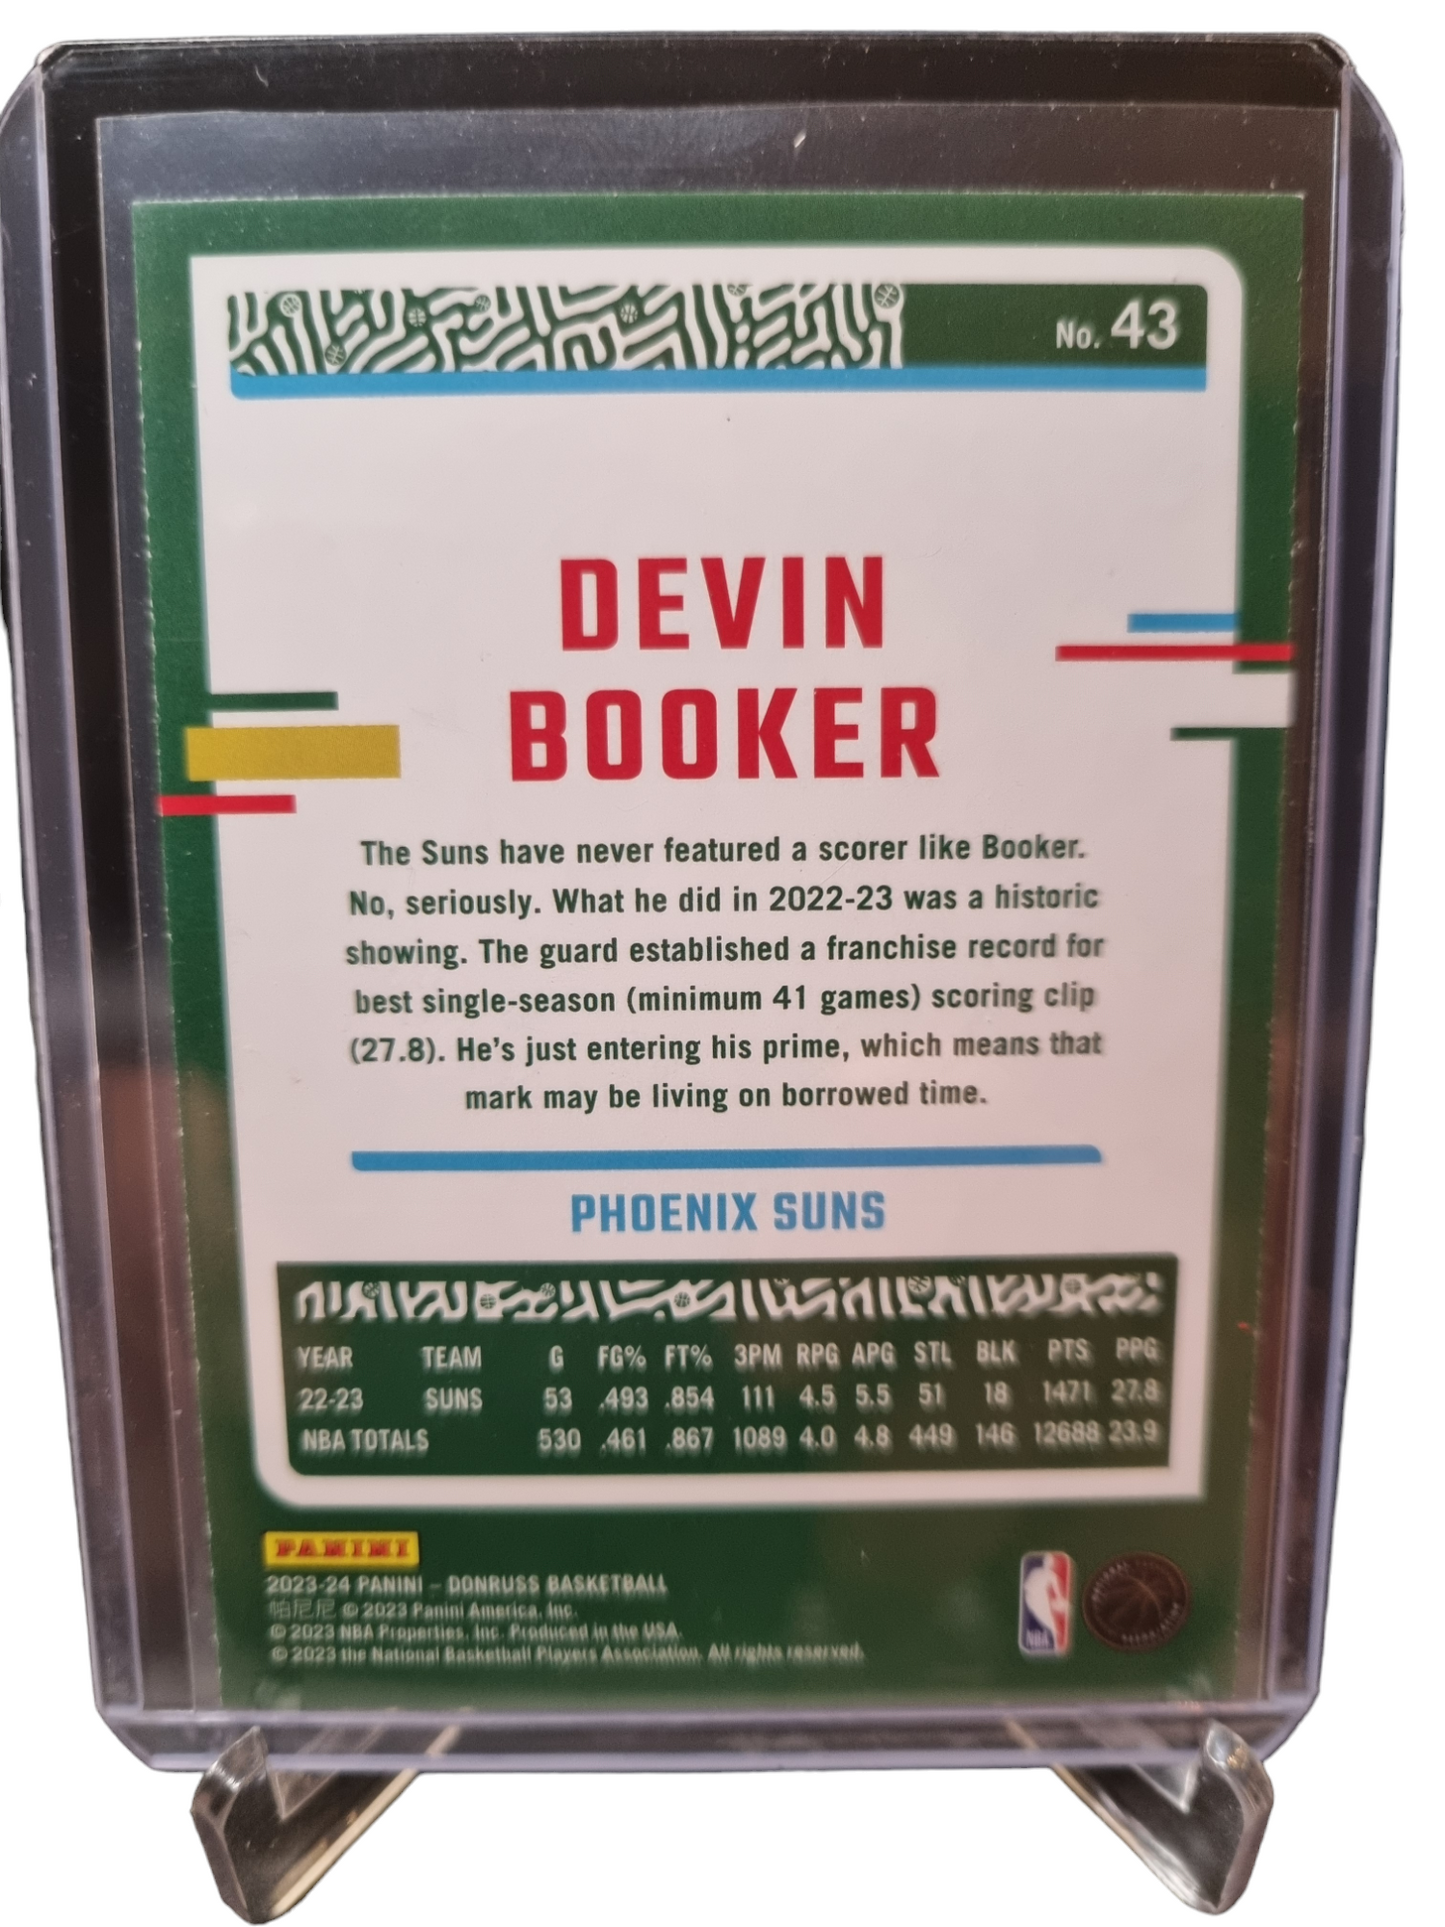 No. 43
DEVIN
BOOKER
The Suns have never featured a scorer like Booker.
No, seriously. What he did in 2022-23 was a historic
showing. The guard established a franchise record for
best single-season (minimum 41 games) scoring clip
(27.8). He's just entering his prime, which means that
mark may be living on borrowed time.
PHOENIX SUNS
YEAR TEAM G FG% FT% 3PM RPG APG STL BLK PTS PPG
22-23 SUNS 53 .493 .854 111 4.5 5.5 51 18 1471 27.8
NBA TOTALS 530 .461 .867 1089 4.0 4.8 449 146 12688 23.9
PANINI
2023-24 PANINI – DONRUSS BASKETBALL
帕尼尼 © 2023 Panini America, Inc.
© 2023 NBA Properties, Inc. Produced in the USA.
© 2023 the National Basketball Players Association. All rights reserved.
NBA